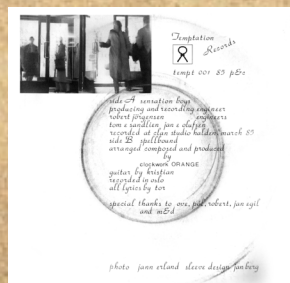 Temptation
Records
tempt 001 85 p&c
side A sensation boys
producing and recording engineer
robert jörgensen engineers
tom e sandlien jan e olafsen
recorded at clan studio halden/march 85
side B spellbound
arranged composed and produced
by
clockwork ORANGE
guitar by kristian
recorded in oslo
all lyrics by tor
special thanks to ove, pål, robert, jan egil
and
photo jann erland sleeve design jan berg